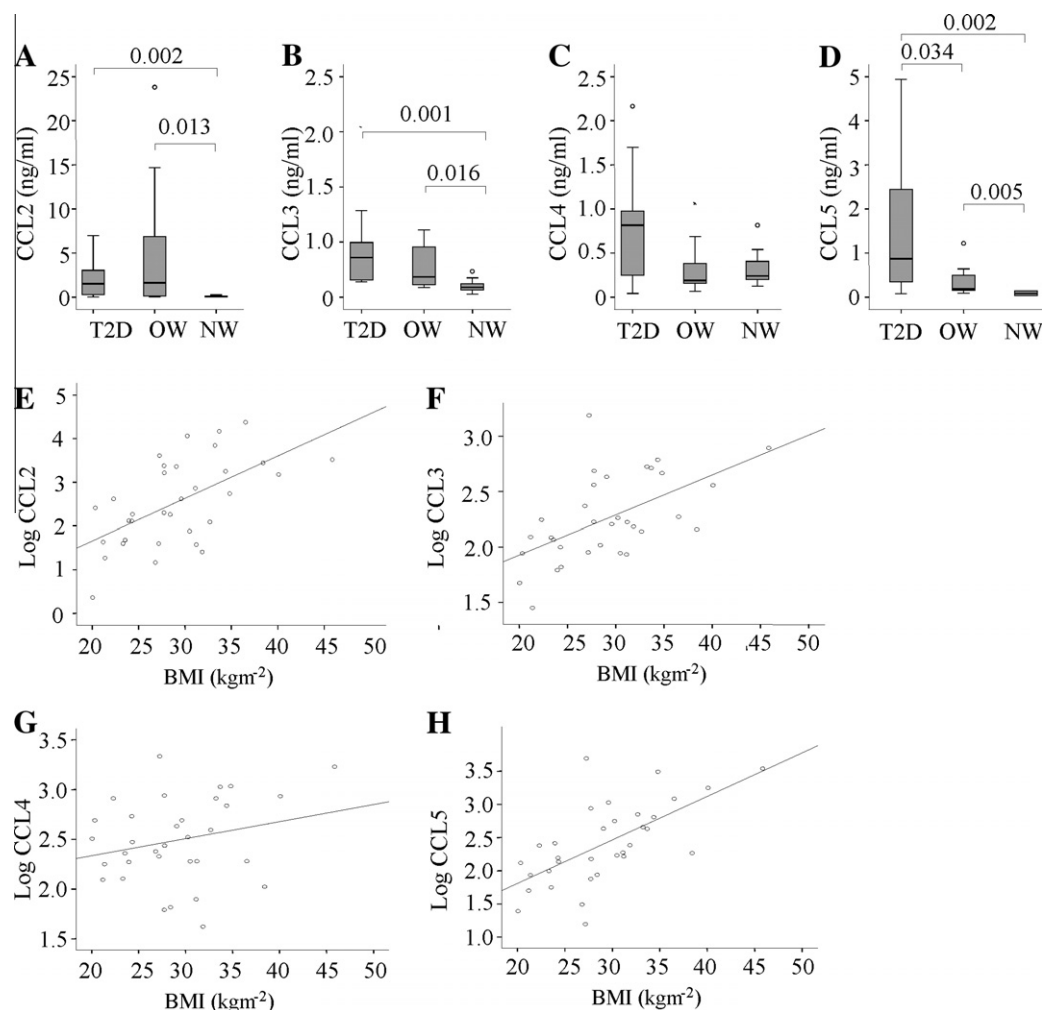 A
B
C
D
0.002
0.013
25
20
15
10
5
0
CCL2 (ng/ml)
T2D OW NW
0.001
0.016
2.5
2.0
1.0
0
CCL3 (ng/ml)
T2D OW NW
2.5
2.0
1.5
1.0
0.5
0.0
CCL4 (ng/ml)
T2D OW NW
0.002
0.034
0.005
5
4
3
2
1
0
CCL5 (ng/ml)
T2D OW NW
E
5
4
3
2
1
0
Log CCL2
20 25 30 35 40 45 50
BMI (kgm-2)
F
3.0
2.5
2.0
1.5
Log CCL3
20 25 30 35 40 45 50
BMI (kgm-2)
G
3.5
3.0
2.5
2.0
1.5
Log CCL4
20 25 30 35 40 45 50
BMI (kgm-2)
H
3.5
3.0
2.5
2.0
1.5
1.0
Log CCL5
20 25 30 35 40 45 50
BMI (kgm-2)